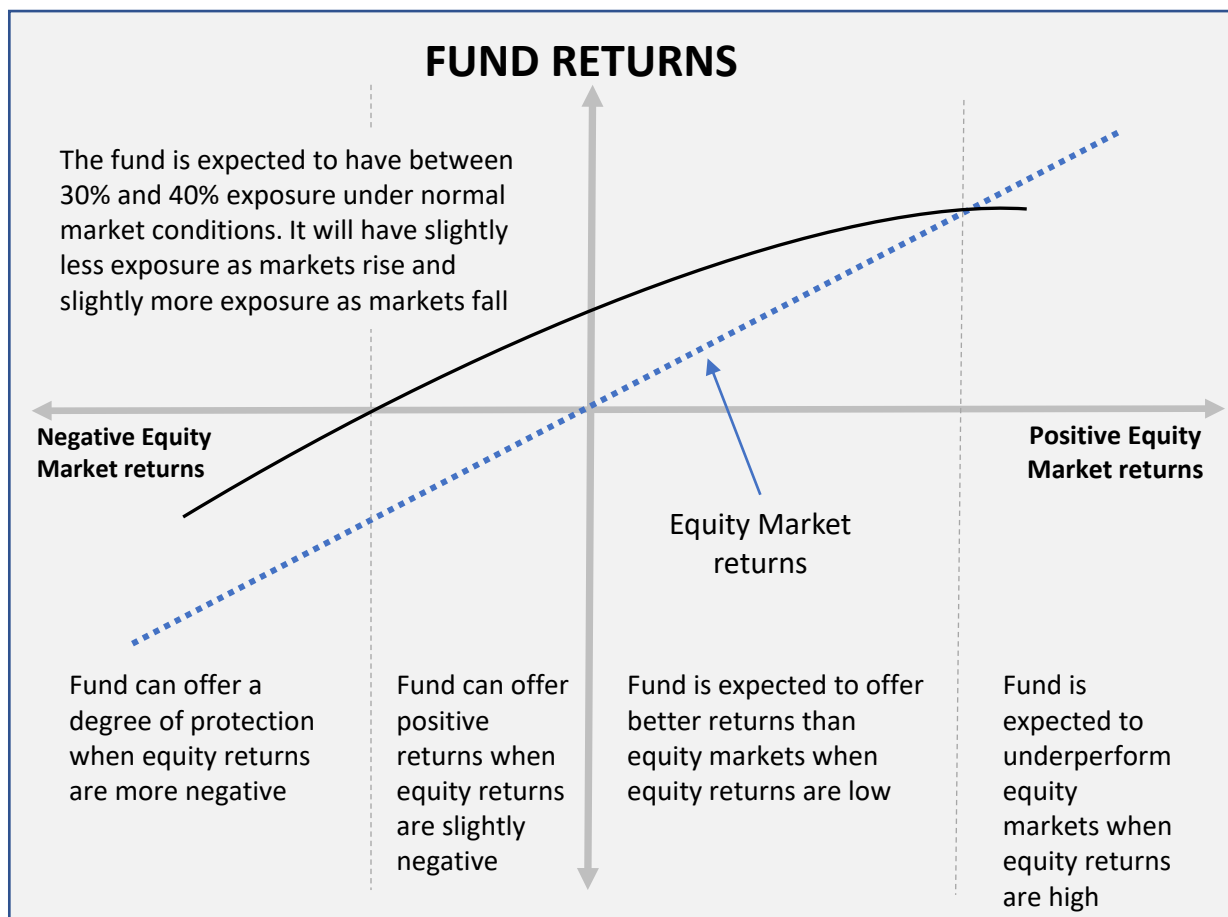 FUND RETURNS
The fund is expected to have between
30% and 40% exposure under normal
market conditions. It will have slightly
less exposure as markets rise and
slightly more exposure as markets fall
Negative Equity
Market returns
Positive Equity
Market returns
Equity Market
returns
Fund can offer a
degree of protection
when equity returns
are more negative
Fund can offer
positive
returns when
equity returns
are slightly
negative
Fund is expected to offer
better returns than
equity markets when
equity returns are low
Fund is
expected to
underperform
equity
markets when
equity returns
are high